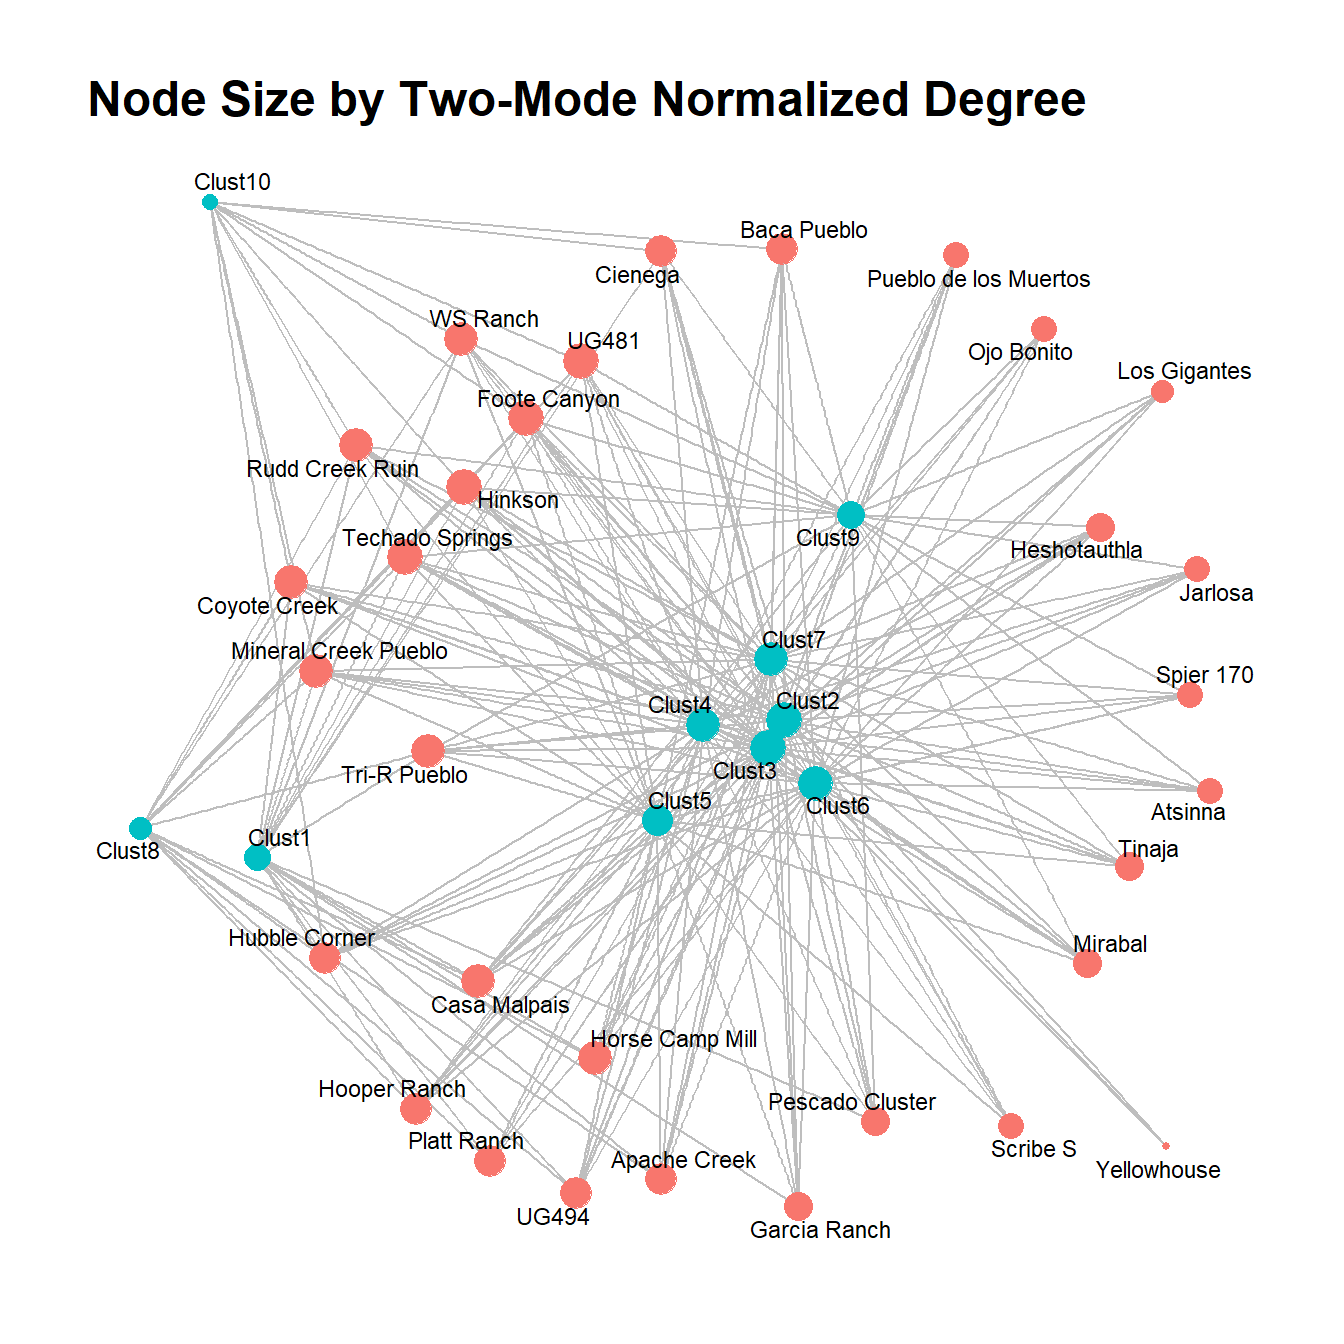 Node Size by Two-Mode Normalized Degree
Clust10
Baca Pueblo
Cienega
Pueblo de los Muertos
WS Ranch
UG481
Ojo Bonito
Los Gigantes
Foote Canyon
Rudd Creek Ruin
Hinkson
Techado Springs
Clust9
Heshotauthla
Jarlosa
Coyote Creek
Mineral Creek Pueblo
Clust7
Spier 170
Clust4
Clust2
Tri-R Pueblo
Clust3
Clust5
Clust6
Atsinna
Clust1
Clust8
Tinaja
Hubble Corner
Mirabal
Casa Malpais
Horse Camp Mill
Hooper Ranch
Pescado Cluster
Platt Ranch
Scribe S
Apache Creek
Yellowhouse
UG494
Garcia Ranch